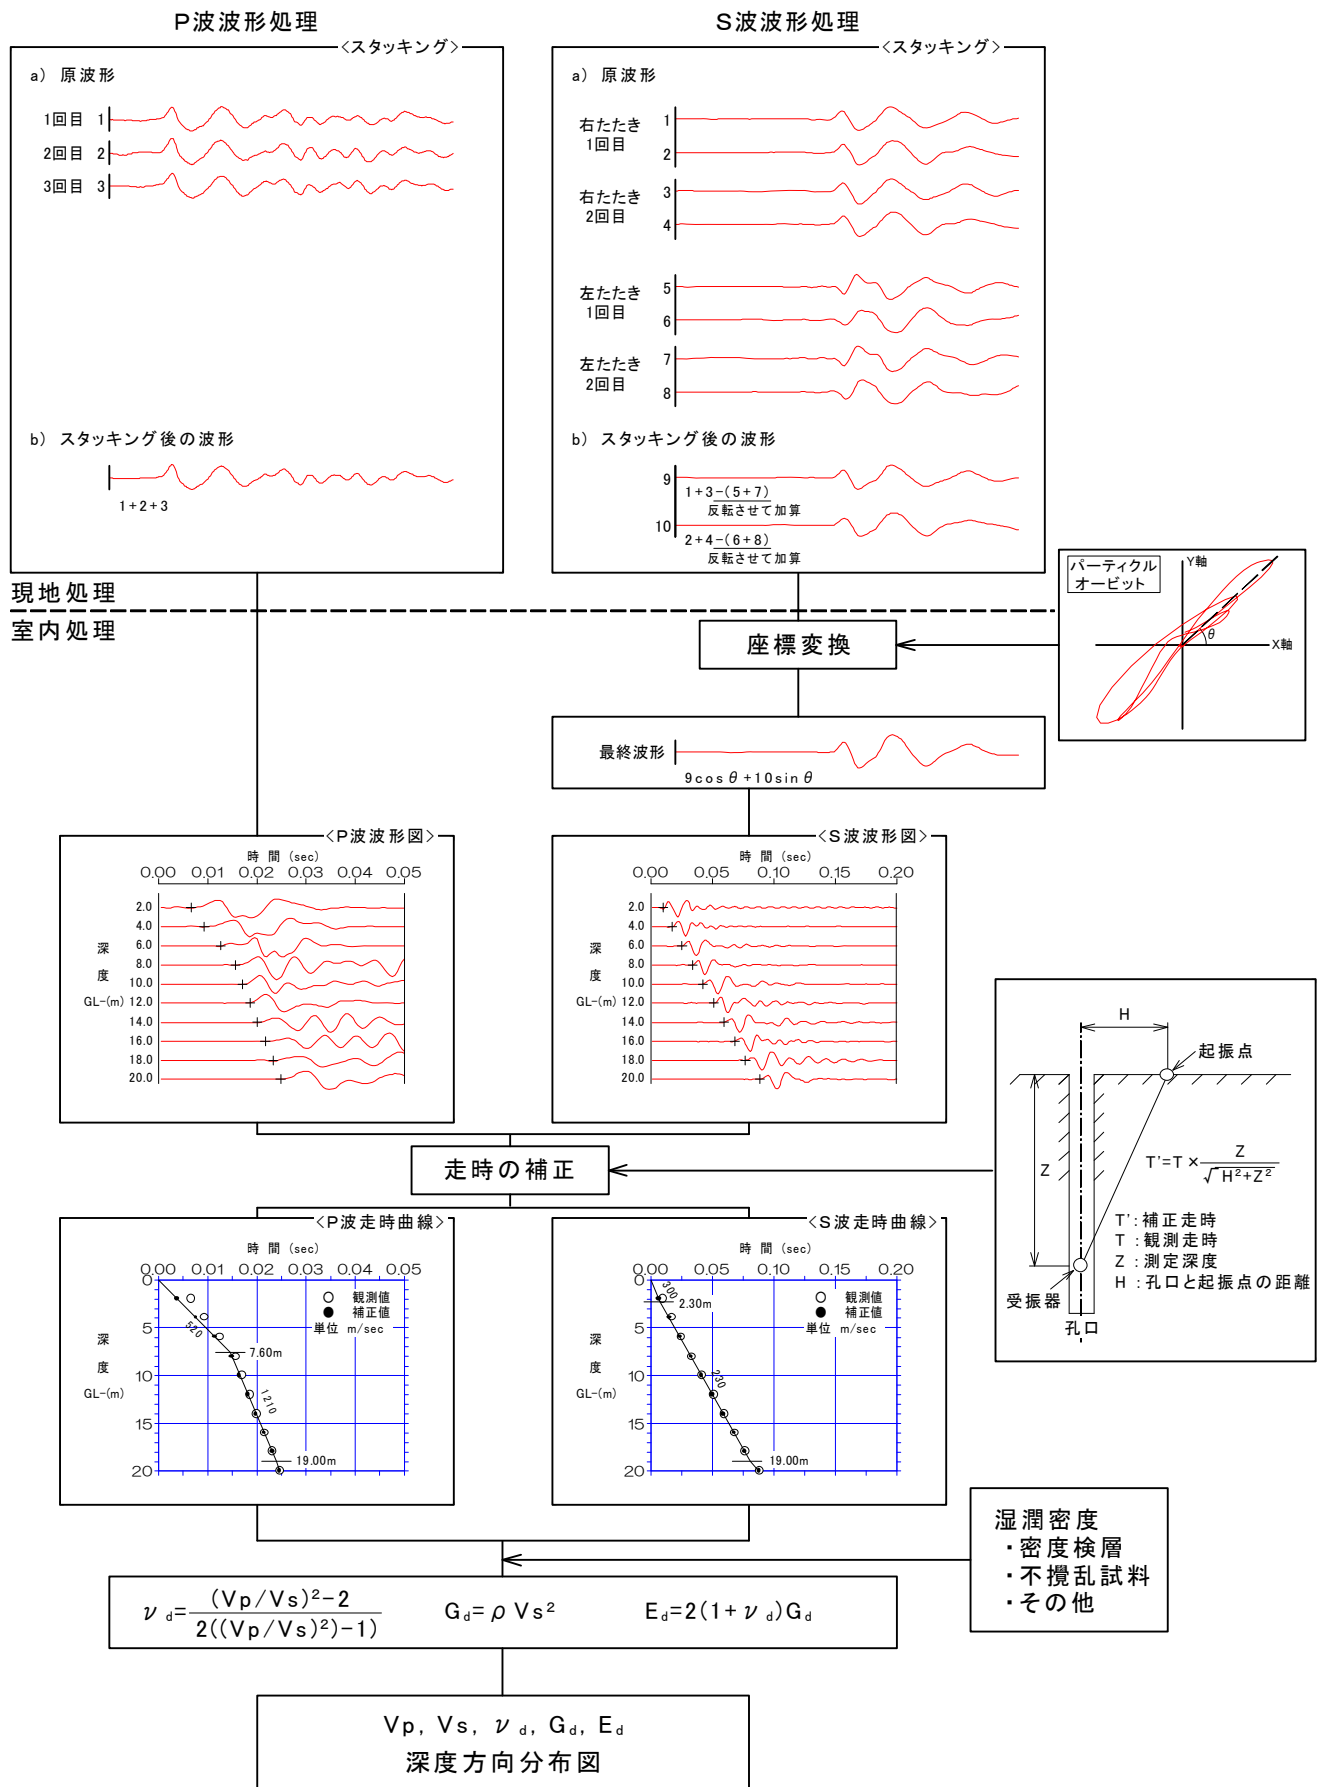 P波波形処理
<スタッキング>
a) 原波形
1回目 1
2回目 2
3回目 3
b) スタッキング後の波形
1+2+3
S波波形処理
<スタッキング>
a) 原波形
右たたき
1回目
1
2
右たたき
2回目
3
4
左たたき
1回目
5
6
左たたき
2回目
7
8
b) スタッキング後の波形
9
1+3-(5+7)
反転させて加算
10
2+4-(6+8)
反転させて加算
現地処理
室内処理
パーティクル
オービット
Y軸
X軸
θ
座標変換
最終波形
9cosθ+10sinθ
<P波波形図>
時間(sec)
0.00 0.01 0.02 0.03 0.04 0.05
深
度
GL-(m)
2.0
4.0
6.0
8.0
10.0
12.0
14.0
16.0
18.0
20.0
<S波波形図>
時間(sec)
0.00 0.05 0.10 0.15 0.20
深
度
GL-(m)
2.0
4.0
6.0
8.0
10.0
12.0
14.0
16.0
18.0
20.0
走時の補正
H
起振点
Z
T'=T×Z/√H²+Z²
T':補正走時
T:観測走時
Z:測定深度
H:孔口と起振点の距離
受振器
孔口
<P波走時曲線>
時間(sec)
0.00 0.01 0.02 0.03 0.04 0.05
○ 観測値
● 補正値
単位 m/sec
深
度
GL-(m)
0
5
10
15
20
520
7.60m
1210
19.00m
<S波走時曲線>
時間(sec)
0.00 0.05 0.10 0.15 0.20
○ 観測値
● 補正値
単位 m/sec
深
度
GL-(m)
0
5
10
15
20
300
2.30m
230
19.00m
湿潤密度
・密度検層
・不攪乱試料
・その他
ν d=(Vp/Vs)²-2/2((Vp/Vs)²)-1) Gd=ρVs² Ed=2(1+νd)Gd
Vp, Vs, νd, Gd, Ed
深度方向分布図